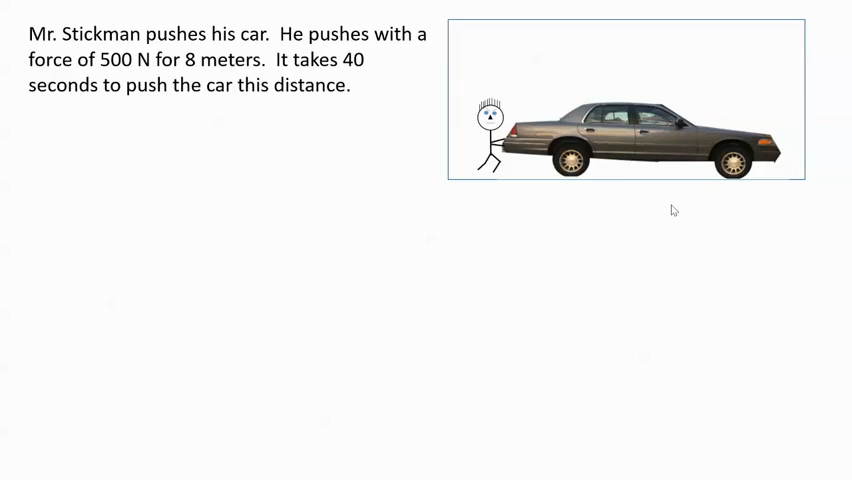 Mr. Stickman pushes his car.  He pushes with a
force of 500 N for 8 meters.  It takes 40
seconds to push the car this distance.